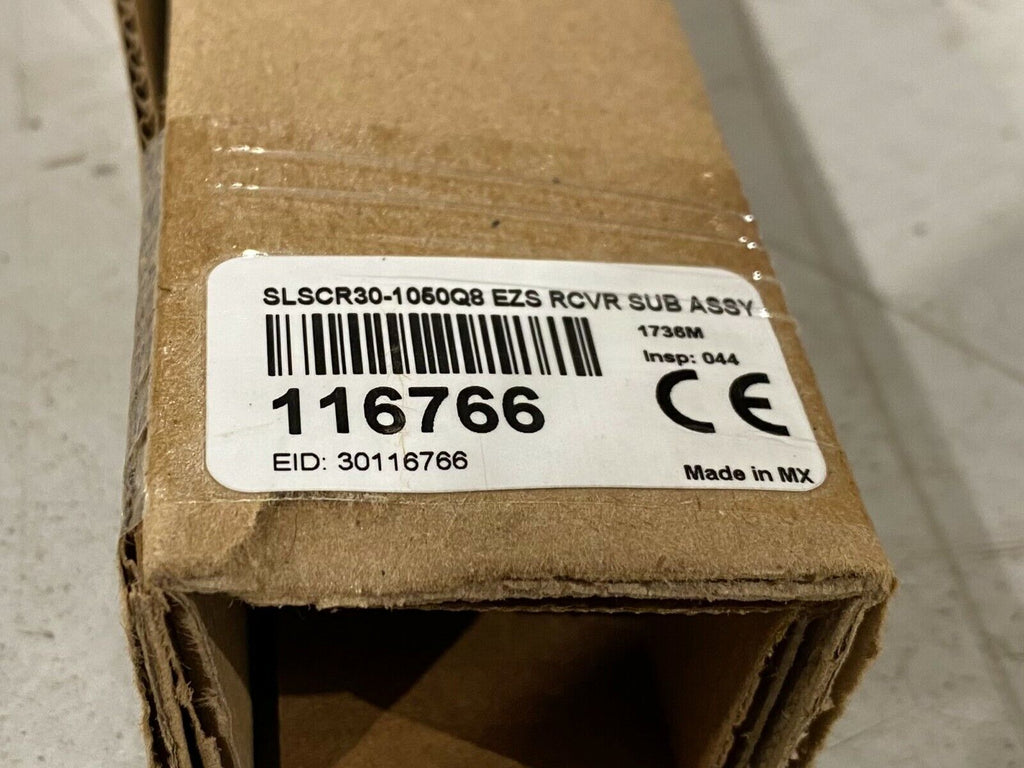 SLSCR30-1050Q8 EZS RCVR SUB ASSY
1736M
Insp: 044
116766
CE
EID: 30116766
Made in MX